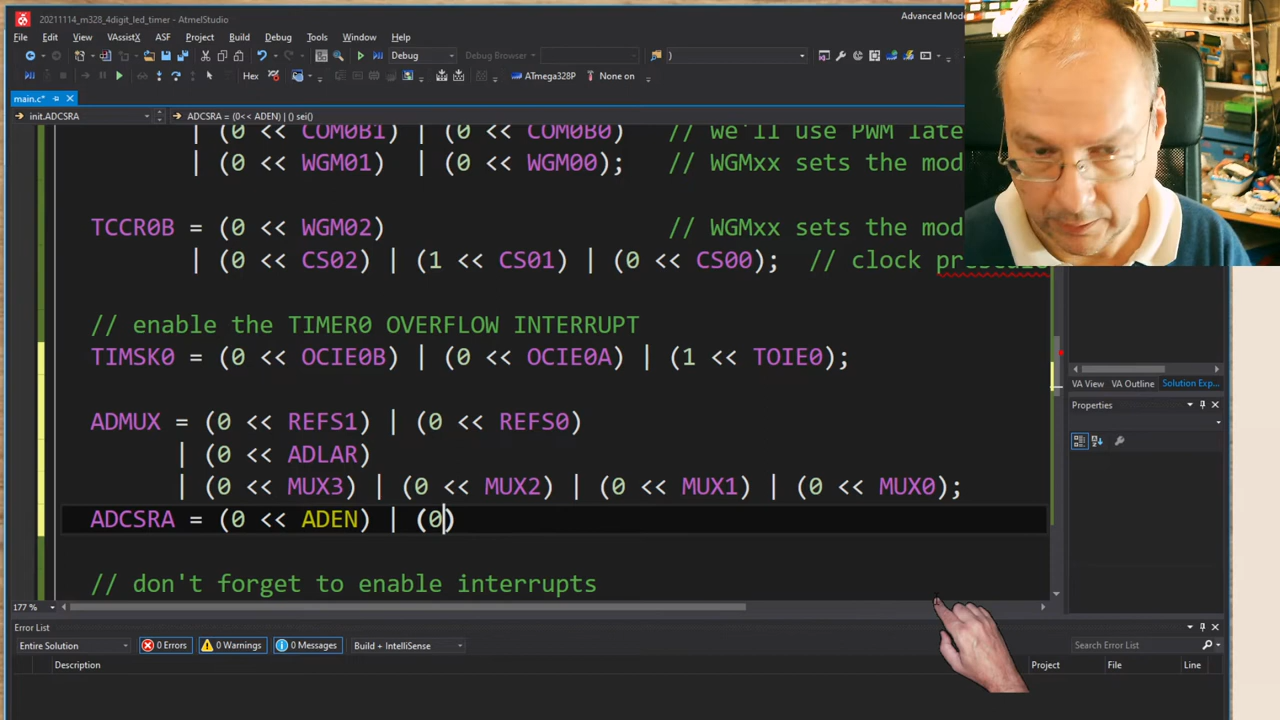 20211114_m328_4digit_led_timer - AtmelStudio
Advanced Mode
File Edit View VAssistX ASF Project Build Debug Tools Window Help
Debug Debug Browser )
Hex ATmega328P None on
main.c*
init.ADCSRA ADCSRA = (0<< ADEN) | () sei()
| (0 << COM0B1) | (0 << COM0B0) // we'll use PWM late
| (0 << WGM01) | (0 << WGM00); // WGMxx sets the mod
TCCR0B = (0 << WGM02) // WGMxx sets the mod
| (0 << CS02) | (1 << CS01) | (0 << CS00); // clock
// enable the TIMER0 OVERFLOW INTERRUPT
TIMSK0 = (0 << OCIE0B) | (0 << OCIE0A) | (1 << TOIE0);
ADMUX = (0 << REFS1) | (0 << REFS0)
| (0 << ADLAR)
| (0 << MUX3) | (0 << MUX2) | (0 << MUX1) | (0 << MUX0);
ADCSRA = (0 << ADEN) | (0)
// don't forget to enable interrupts
177 %
VA View VA Outline Solution Exp...
Properties
Error List
Entire Solution 0 Errors 0 Warnings 0 Messages Build + IntelliSense Search Error List
Description Project File Line